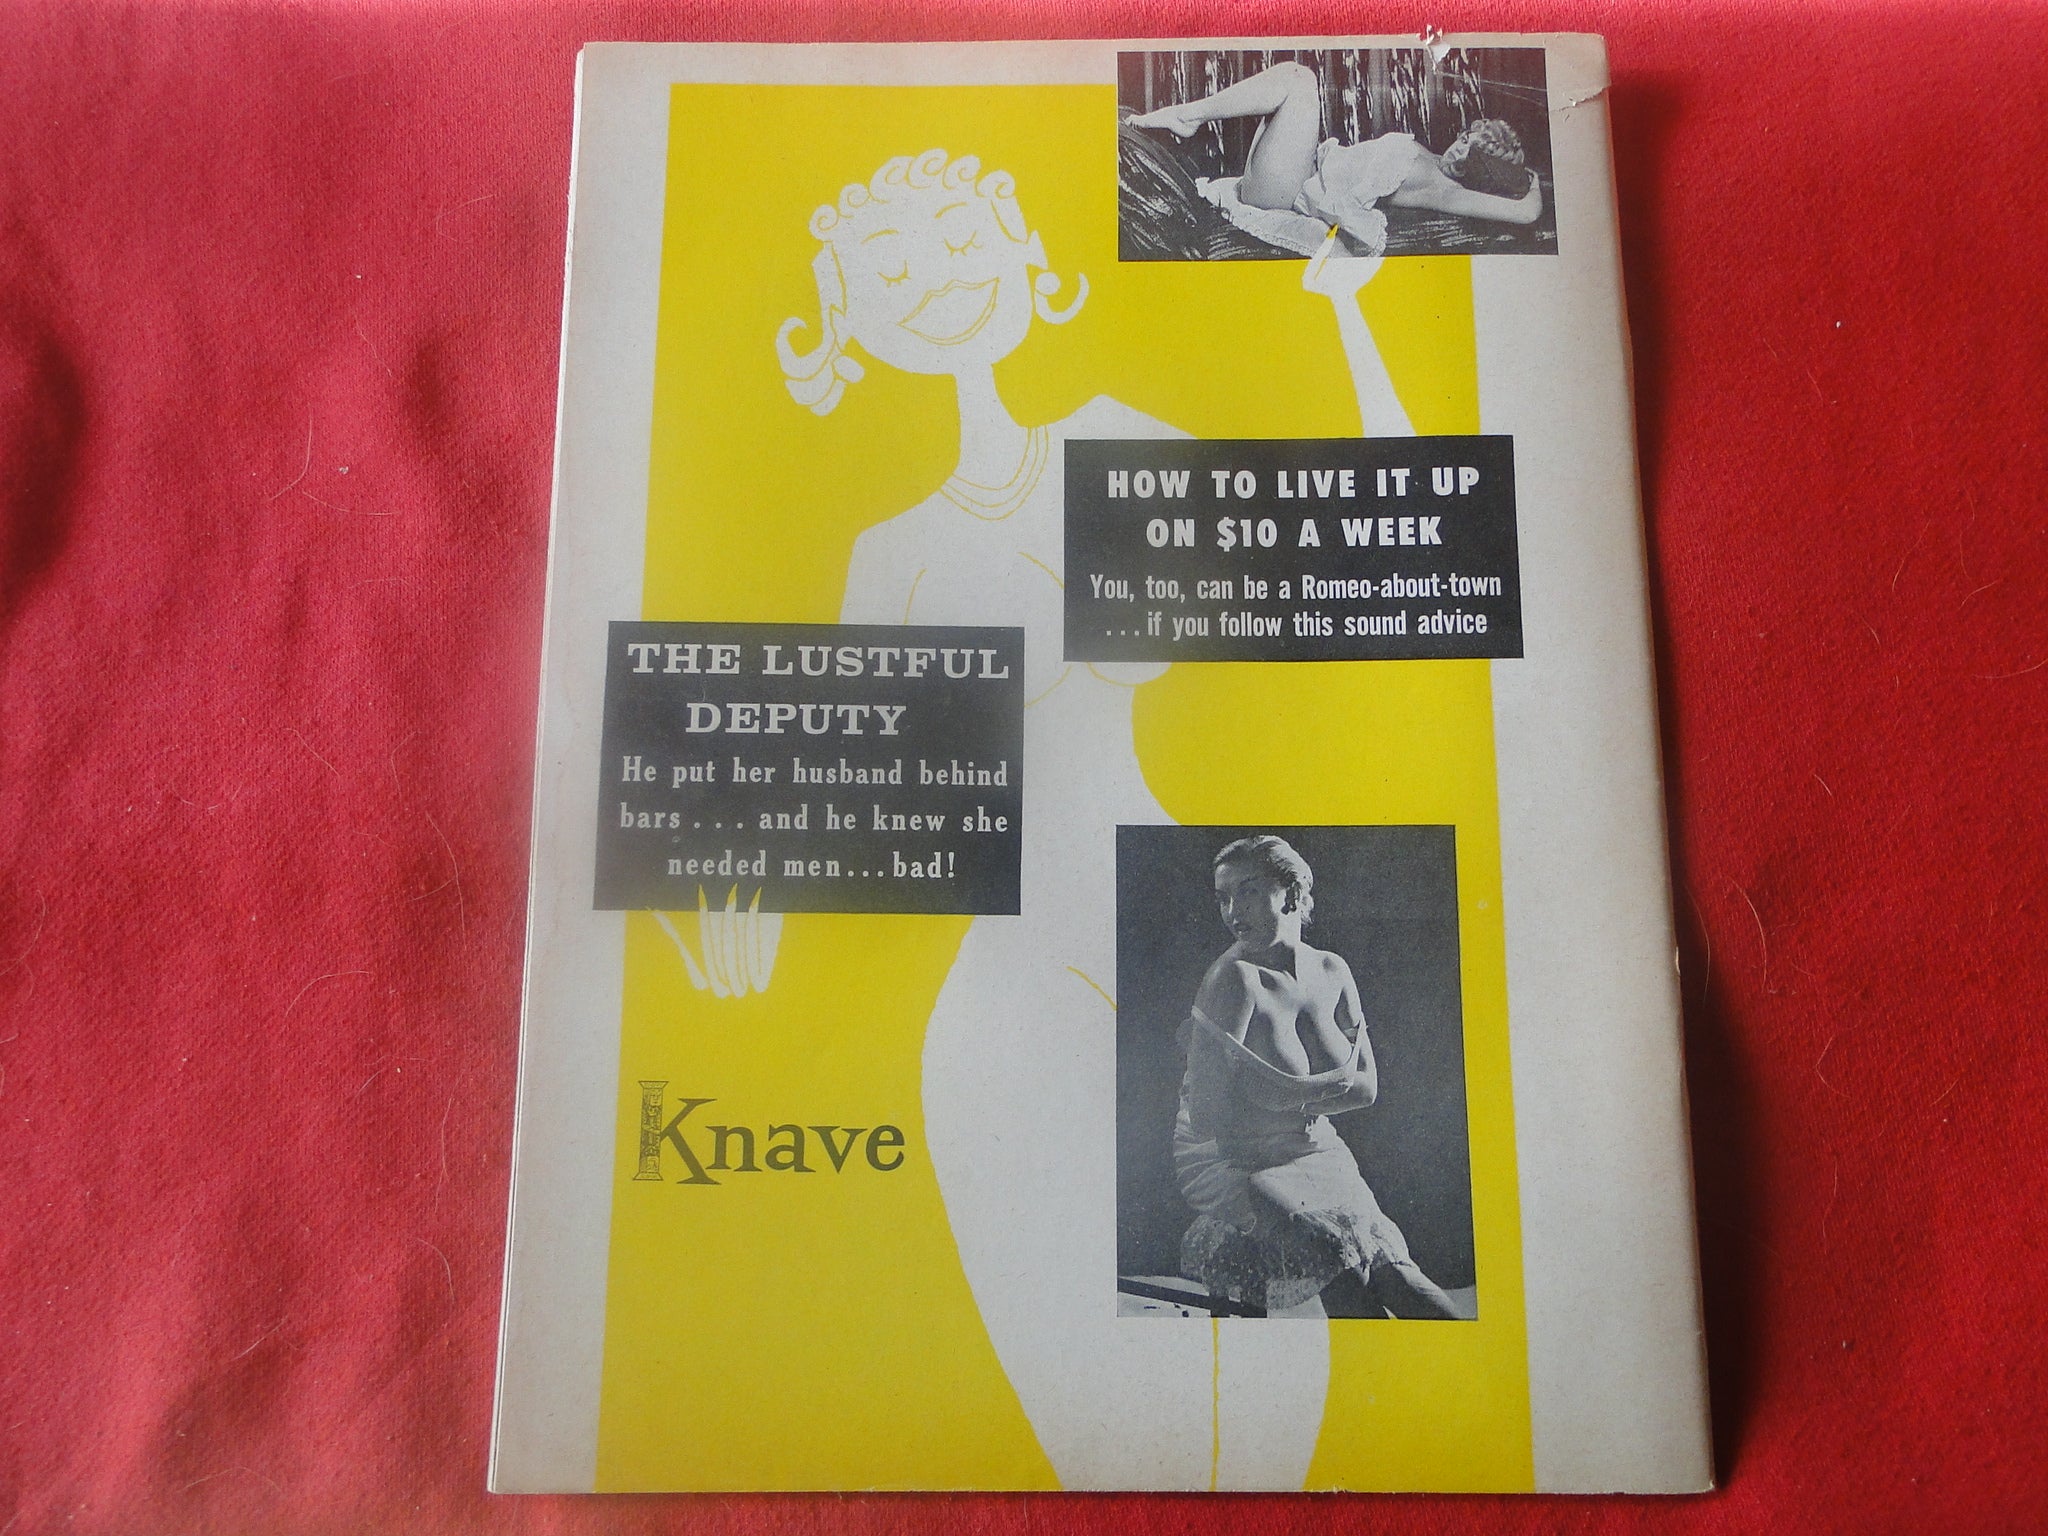 HOW TO LIVE IT UP
ON $10 A WEEK
You, too, can be a Romeo-about-town
...if you follow this sound advice
THE LUSTFUL
DEPUTY
He put her husband behind
bars . . . and he knew she
needed men...bad!
Knave